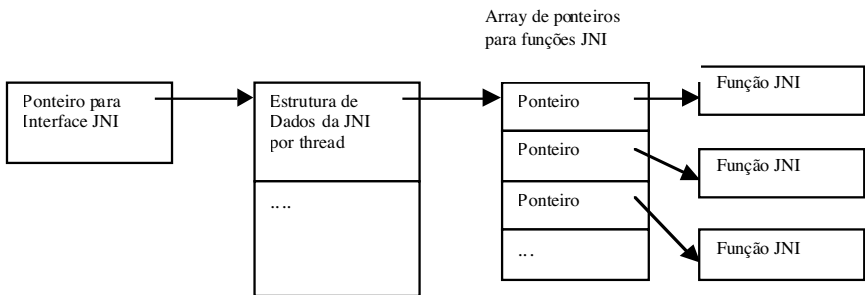 Array de ponteiros
para funções JNI
Ponteiro para
Interface JNI
Estrutura de
Dados da JNI
por thread
....
Ponteiro
Ponteiro
Ponteiro
...
Função JNI
Função JNI
Função JNI